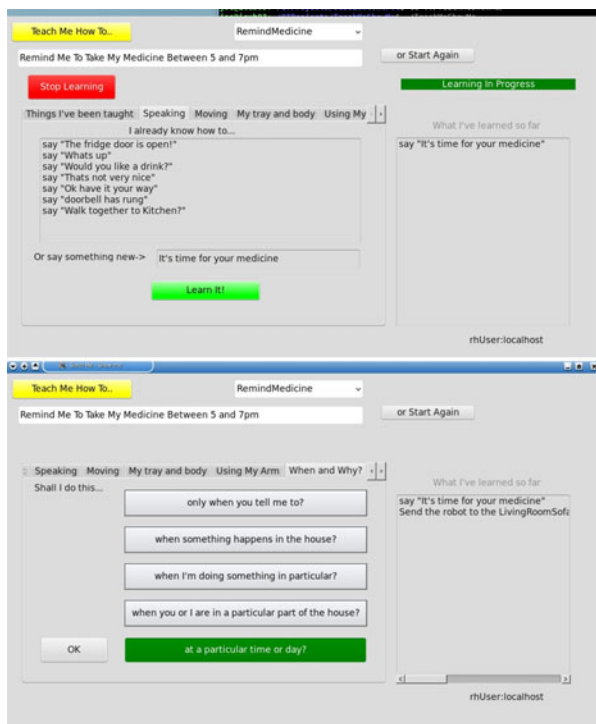 Teach Me How To.. RemindMedicine
Remind Me To Take My Medicine Between 5 and 7pm or Start Again
Stop Learning Learning In Progress
Things I've been taught Speaking Moving My tray and body Using My
I already know how to... What I've learned so far
say "The fridge door is open!" say "It's time for your medicine"
say "Whats up"
say "Would you like a drink?"
say "Thats not very nice"
say "Ok have it your way"
say "doorbell has rung"
say "Walk together to Kitchen?"
Or say something new-> It's time for your medicine
Learn It!
rhUser:localhost
Teach Me How To.. RemindMedicine
Remind Me To Take My Medicine Between 5 and 7pm or Start Again
Speaking Moving My tray and body Using My Arm When and Why?
Shall I do this... What I've learned so far
only when you tell me to? say "It's time for your medicine"
Send the robot to the LivingRoomSofa
when something happens in the house?
when I'm doing something in particular?
when you or I are in a particular part of the house?
OK at a particular time or day?
rhUser:localhost